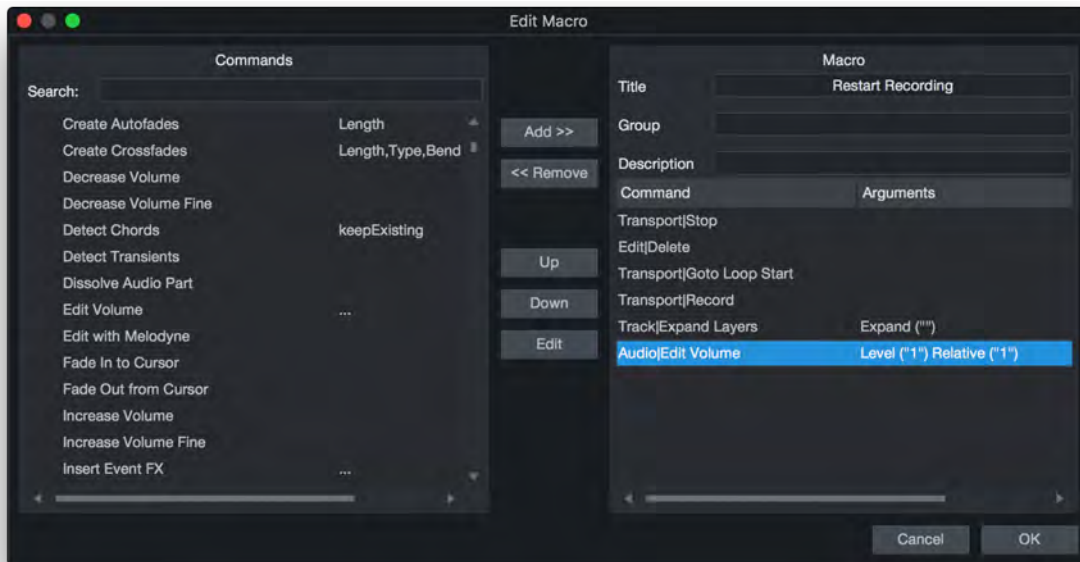 Edit Macro
Commands
Search:
Create Autofades Length
Create Crossfades Length,Type,Bend
Decrease Volume
Decrease Volume Fine
Detect Chords keepExisting
Detect Transients
Dissolve Audio Part
Edit Volume ...
Edit with Melodyne
Fade In to Cursor
Fade Out from Cursor
Increase Volume
Increase Volume Fine
Insert Event FX ...
Add >>
<< Remove
Up
Down
Edit
Macro
Title Restart Recording
Group
Description
Command Arguments
Transport|Stop
Edit|Delete
Transport|Goto Loop Start
Transport|Record
Track|Expand Layers Expand ("")
Audio|Edit Volume Level ("1") Relative ("1")
Cancel OK